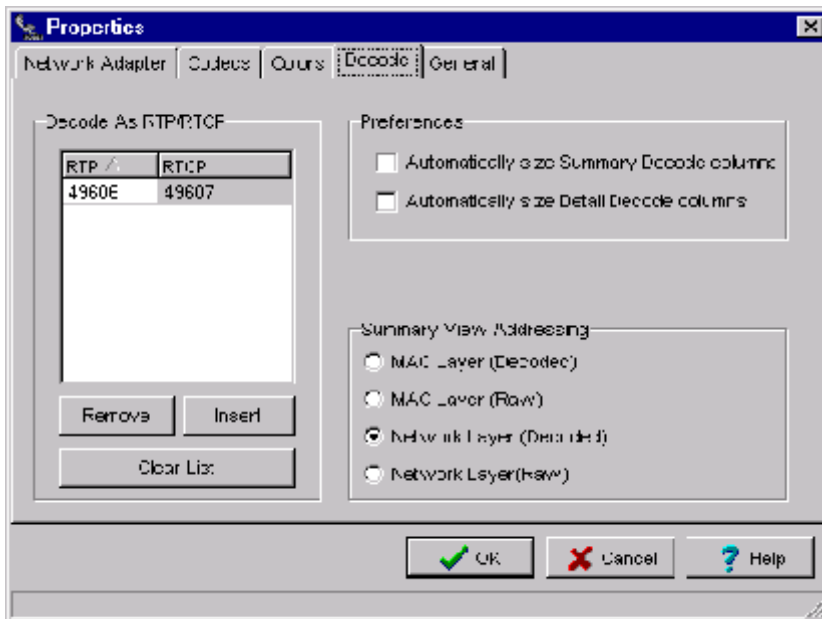 Properties
Network Adapter Codecs Colours Decode General
Decode As RTP/RTCP
RTP RTCP
49606 49607
Remove Insert
Clear List
Preferences
Automatically size Summary Decode columns
Automatically size Detail Decode columns
Summary View Addressing
MAC Layer (Decoded)
MAC Layer (Raw)
Network Layer (Decoded)
Network Layer(Raw)
OK Cancel Help